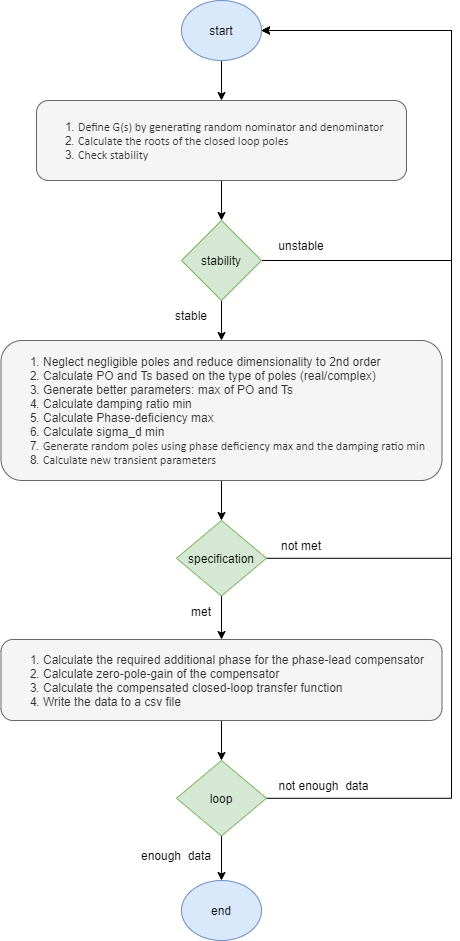 start
1. Define G(s) by generating random nominator and denominator
2. Calculate the roots of the closed loop poles
3. Check stability
unstable
stability
stable
1. Neglect negligible poles and reduce dimensionality to 2nd order
2. Calculate PO and Ts based on the type of poles (real/complex)
3. Generate better parameters: max of PO and Ts
4. Calculate damping ratio min
5. Calculate Phase-deficiency max
6. Calculate sigma_d min
7. Generate random poles using phase deficiency max and the damping ratio min
8. Calculate new transient parameters
not met
specification
met
1. Calculate the required additional phase for the phase-lead compensator
2. Calculate zero-pole-gain of the compensator
3. Calculate the compensated closed-loop transfer function
4. Write the data to a csv file
not enough data
loop
enough data
end